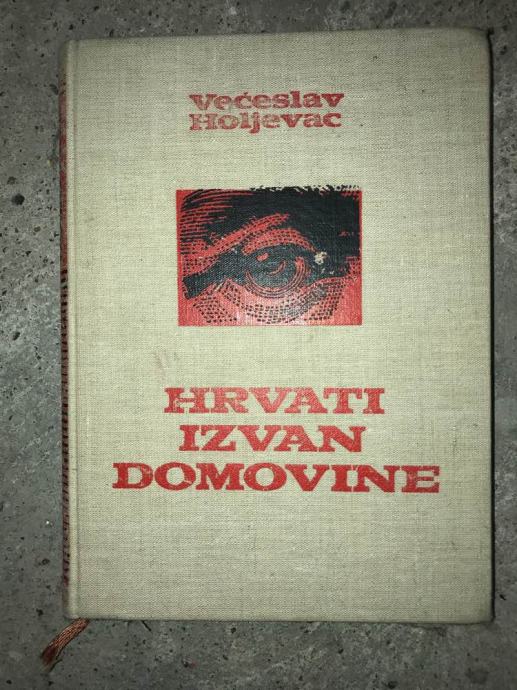 Većeslav
Holjevac
HRVATI
IZVAN
DOMOVINE